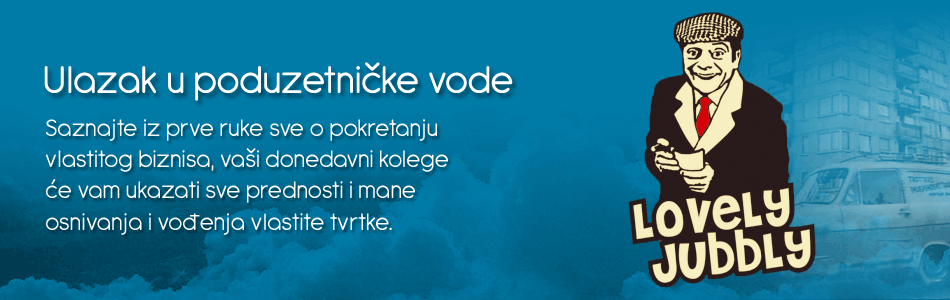 Ulazak u poduzetničke vode
Saznajte iz prve ruke sve o pokretanju
vlastitog biznisa, vaši donedavni kolege
će vam ukazati sve prednosti i mane
osnivanja i vođenja vlastite tvrtke.
LOVELY
JUBBLY